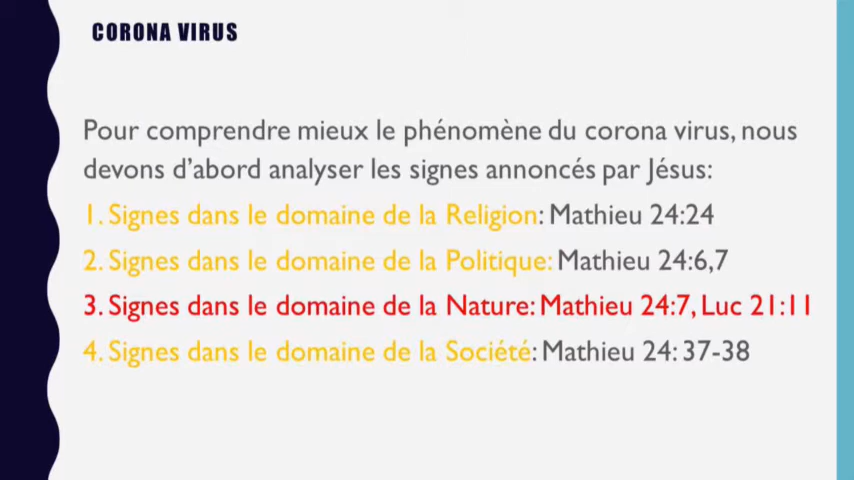 CORONA VIRUS
Pour comprendre mieux le phénomène du corona virus, nous
devons d'abord analyser les signes annoncés par Jésus:
1. Signes dans le domaine de la Religion: Mathieu 24:24
2. Signes dans le domaine de la Politique: Mathieu 24:6,7
3. Signes dans le domaine de la Nature: Mathieu 24:7, Luc 21:11
4. Signes dans le domaine de la Société: Mathieu 24: 37-38